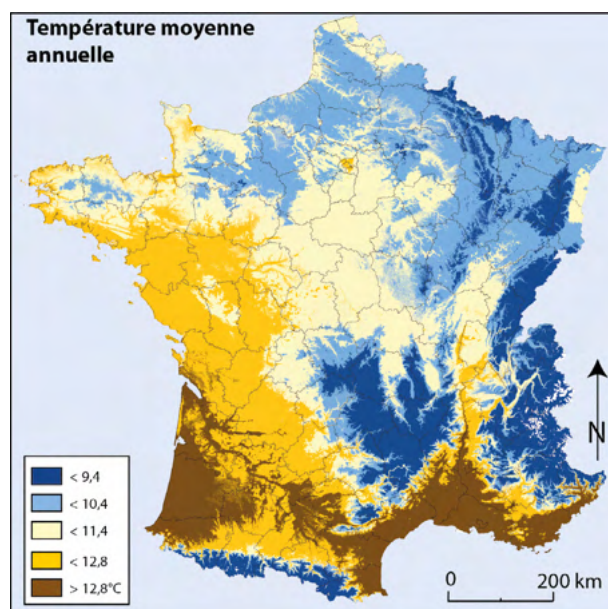 Température moyenne
annuelle
< 9,4
< 10,4
< 11,4
< 12,8
> 12,8°C
N
0 200 km